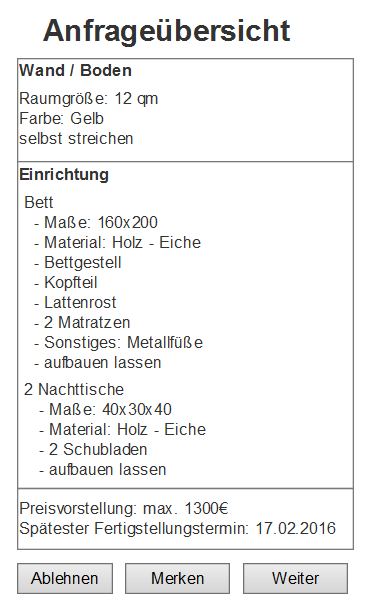 Anfrageübersicht
Wand / Boden
Raumgröße: 12 qm
Farbe: Gelb
selbst streichen
Einrichtung
Bett
- Maße: 160x200
- Material: Holz - Eiche
- Bettgestell
- Kopfteil
- Lattenrost
- 2 Matratzen
- Sonstiges: Metallfüße
- aufbauen lassen
2 Nachttische
- Maße: 40x30x40
- Material: Holz - Eiche
- 2 Schubladen
- aufbauen lassen
Preisvorstellung: max. 1300€
Spätester Fertigstellungstermin: 17.02.2016
Ablehnen Merken Weiter